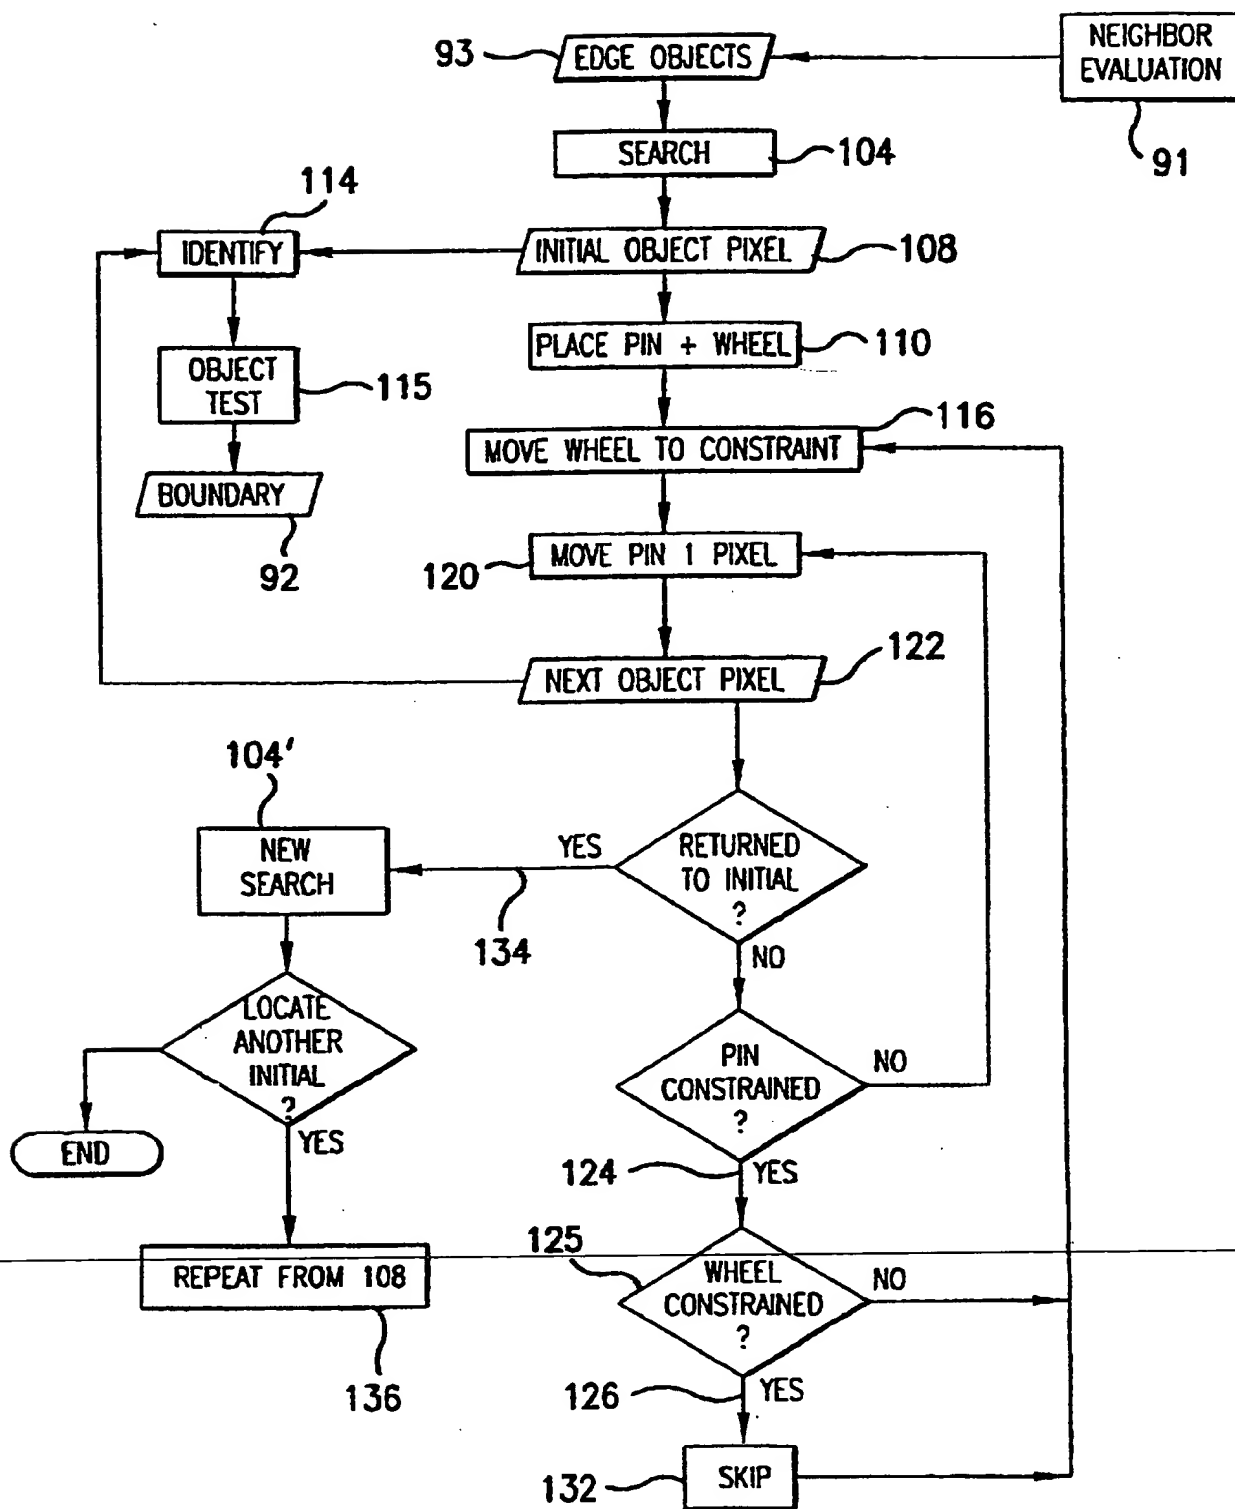 93
EDGE OBJECTS
NEIGHBOR
EVALUATION
91
SEARCH
104
114
IDENTIFY
INITIAL OBJECT PIXEL
108
PLACE PIN + WHEEL
110
OBJECT
TEST
115
116
MOVE WHEEL TO CONSTRAINT
BOUNDARY
92
120
MOVE PIN 1 PIXEL
122
NEXT OBJECT PIXEL
104'
NEW
SEARCH
YES
134
RETURNED
TO INITIAL
?
NO
LOCATE
ANOTHER
INITIAL
?
YES
END
PIN
CONSTRAINED
?
NO
124
YES
125
REPEAT FROM 108
136
WHEEL
CONSTRAINED
?
NO
126
YES
132
SKIP